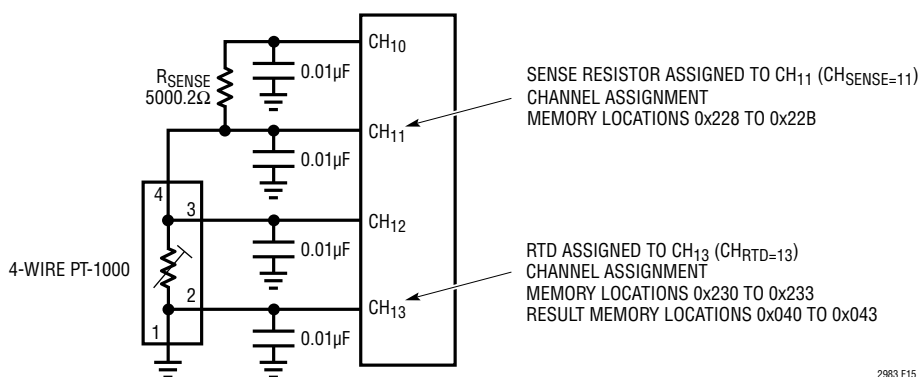 CH10
0.01µF
RSENSE
5000.2Ω
SENSE RESISTOR ASSIGNED TO CH11 (CHSENSE=11)
CHANNEL ASSIGNMENT
MEMORY LOCATIONS 0x228 TO 0x22B
CH11
0.01µF
4
3
CH12
4-WIRE PT-1000
0.01µF
RTD ASSIGNED TO CH13 (CHRTD=13)
CHANNEL ASSIGNMENT
MEMORY LOCATIONS 0x230 TO 0x233
RESULT MEMORY LOCATIONS 0x040 TO 0x043
2
CH13
1
0.01µF
2983 F15